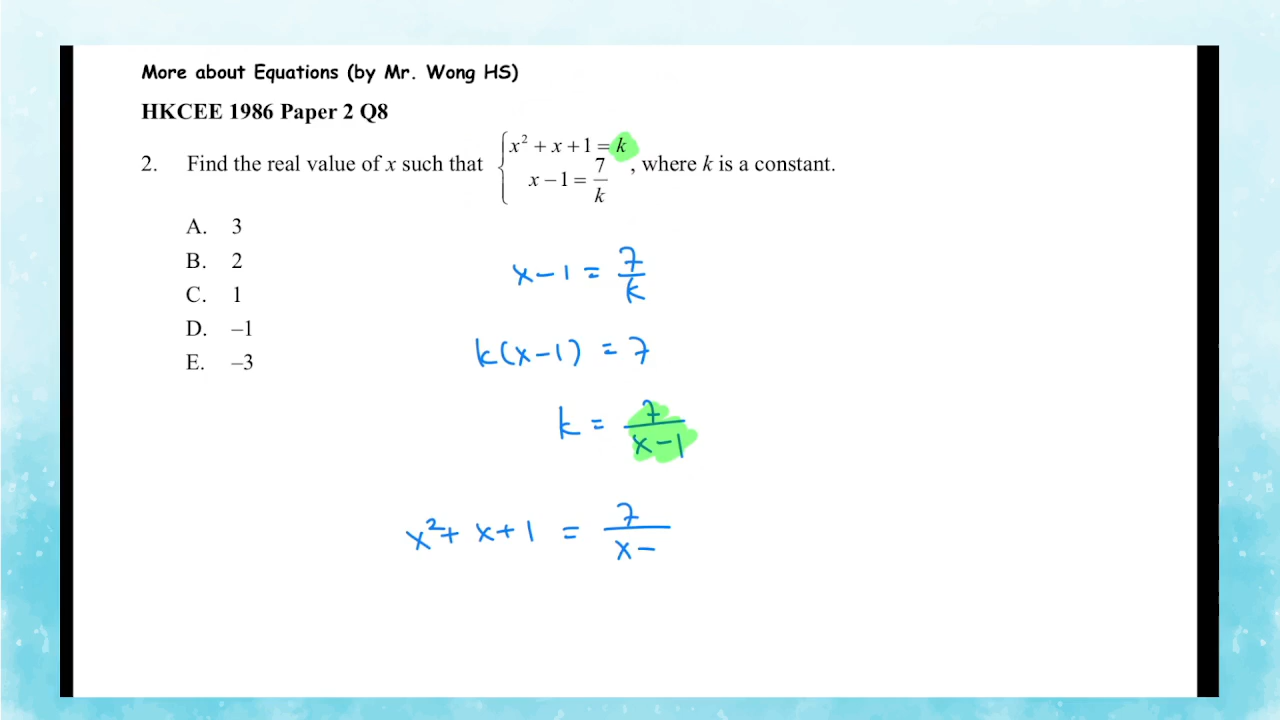 More about Equations (by Mr. Wong HS)
HKCEE 1986 Paper 2 Q8
2. Find the real value of x such that { x² + x + 1 = k
x − 1 = 7/k , where k is a constant.
A. 3
B. 2
C. 1
D. –1
E. –3
x − 1 = 7/k
k(x − 1) = 7
k = 7/(x − 1)
x² + x + 1 = 7/(x −